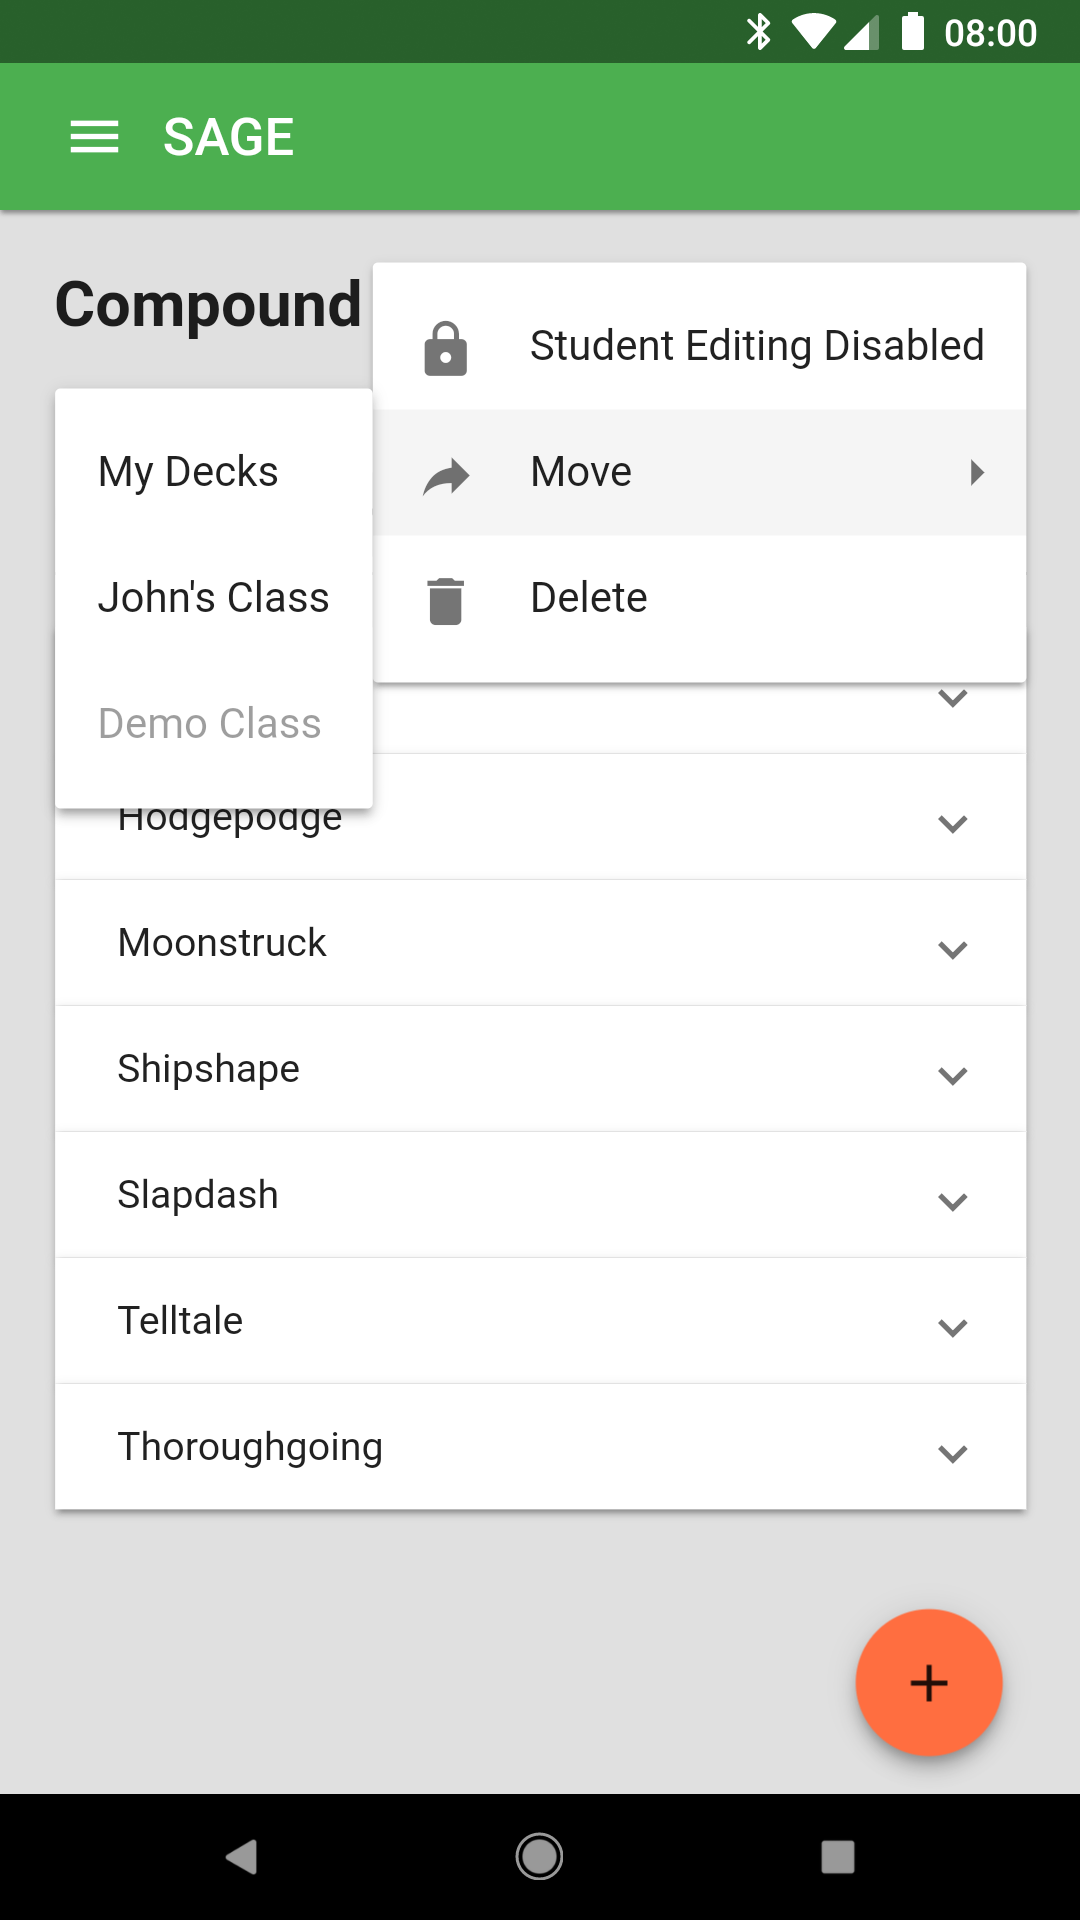 08:00
SAGE
Compound
Student Editing Disabled
Move
Delete
My Decks
John's Class
Demo Class
Hodgepodge
Moonstruck
Shipshape
Slapdash
Telltale
Thoroughgoing